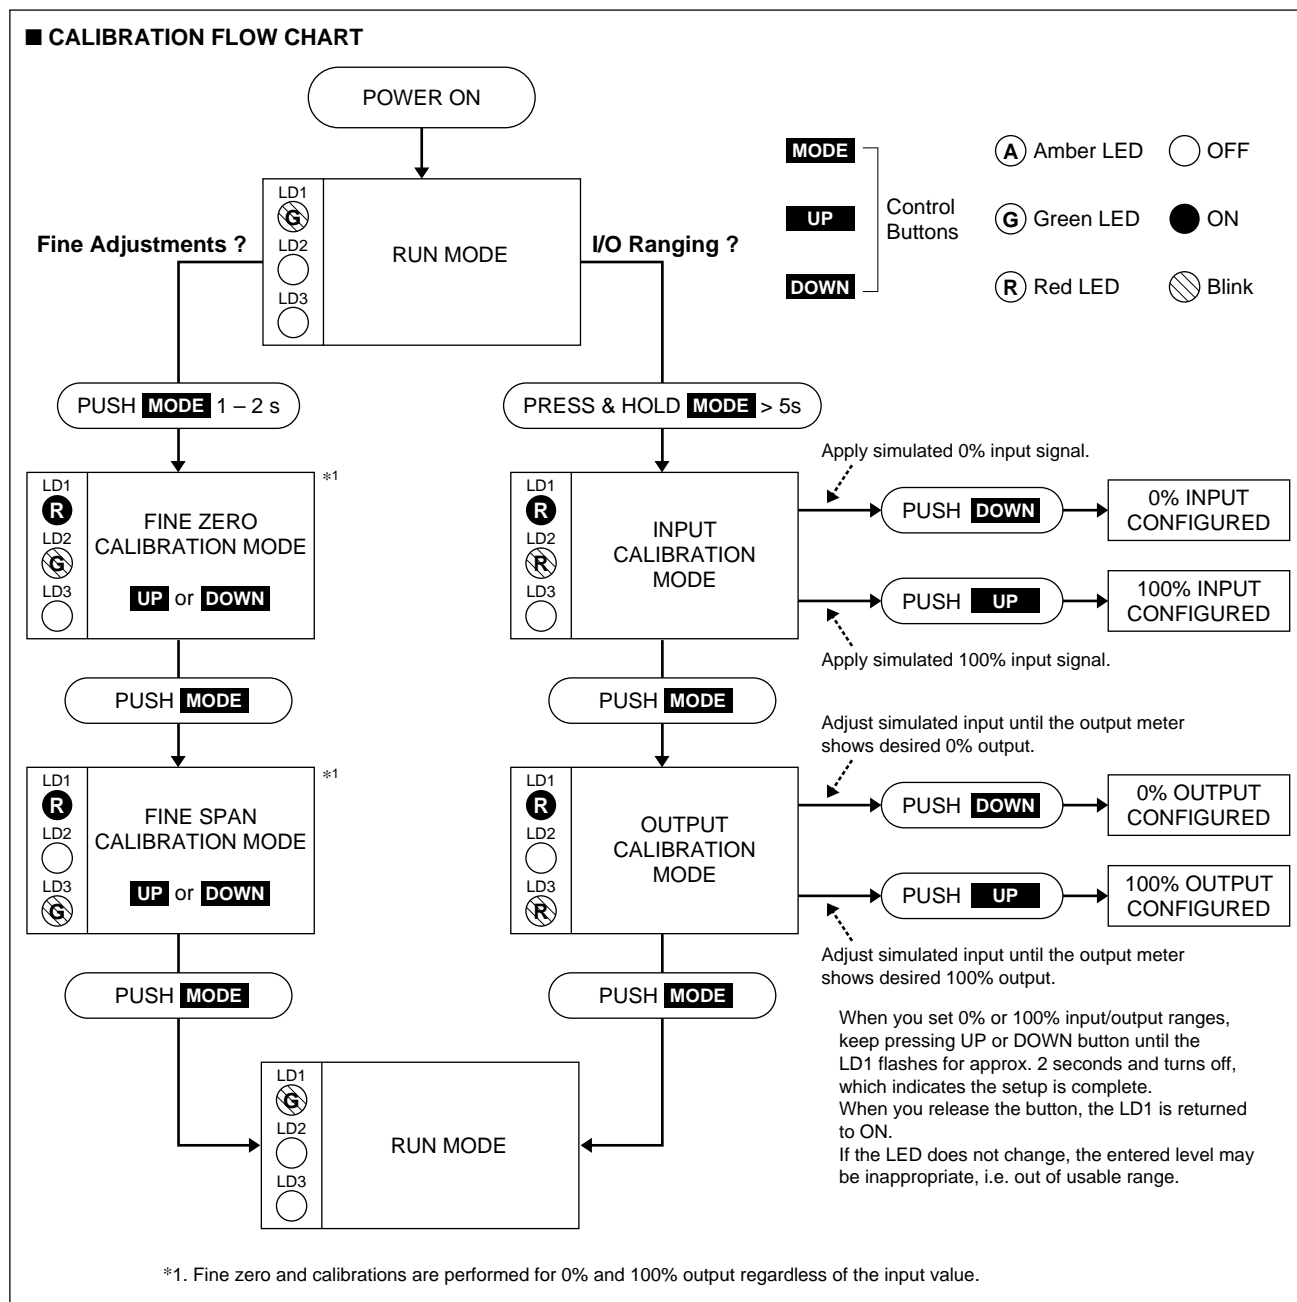 ■ CALIBRATION FLOW CHART
POWER ON
MODE
UP
DOWN
Control
Buttons
A Amber LED
G Green LED
R Red LED
OFF
ON
Blink
Fine Adjustments ?
I/O Ranging ?
LD1
G
LD2
LD3
RUN MODE
PUSH MODE 1 – 2 s
PRESS & HOLD MODE > 5s
LD1
R
LD2
G
LD3
FINE ZERO
CALIBRATION MODE
UP or DOWN
*1
LD1
R
LD2
R
LD3
INPUT
CALIBRATION
MODE
Apply simulated 0% input signal.
PUSH DOWN
0% INPUT
CONFIGURED
PUSH UP
100% INPUT
CONFIGURED
Apply simulated 100% input signal.
PUSH MODE
PUSH MODE
LD1
R
LD2
LD3
G
FINE SPAN
CALIBRATION MODE
UP or DOWN
*1
LD1
R
LD2
LD3
R
OUTPUT
CALIBRATION
MODE
Adjust simulated input until the output meter
shows desired 0% output.
PUSH DOWN
0% OUTPUT
CONFIGURED
PUSH UP
100% OUTPUT
CONFIGURED
Adjust simulated input until the output meter
shows desired 100% output.
PUSH MODE
PUSH MODE
When you set 0% or 100% input/output ranges,
keep pressing UP or DOWN button until the
LD1 flashes for approx. 2 seconds and turns off,
which indicates the setup is complete.
When you release the button, the LD1 is returned
to ON.
If the LED does not change, the entered level may
be inappropriate, i.e. out of usable range.
LD1
G
LD2
LD3
RUN MODE
*1. Fine zero and calibrations are performed for 0% and 100% output regardless of the input value.